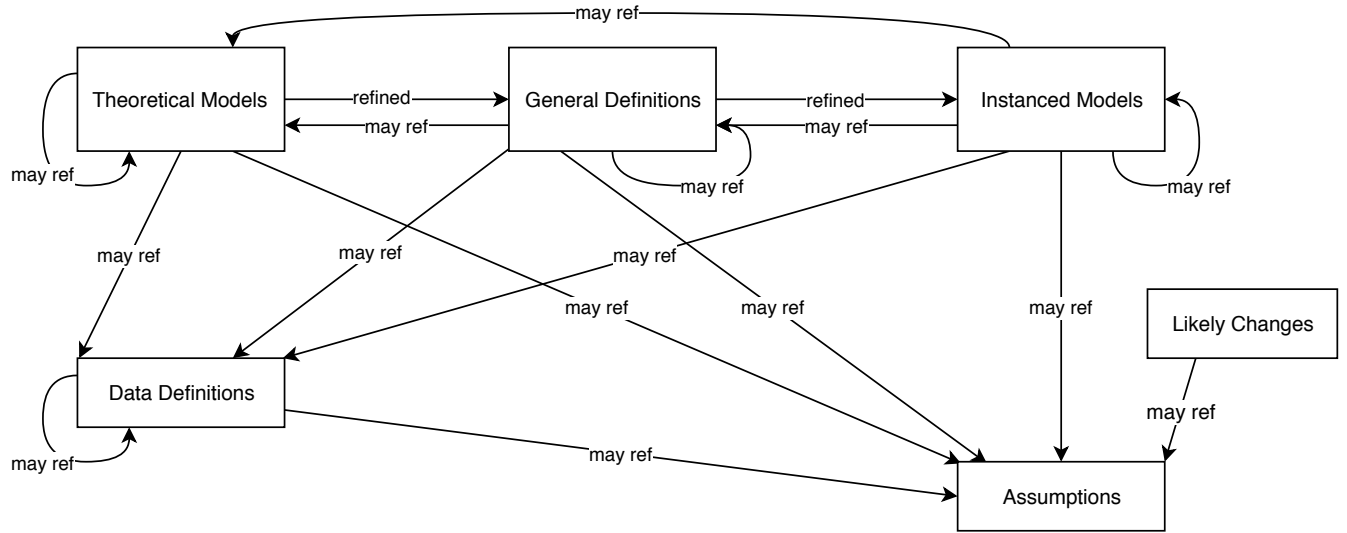 may ref
Theoretical Models
refined
General Definitions
refined
Instanced Models
may ref
may ref
may ref
may ref
may ref
may ref
may ref
may ref
may ref
may ref
may ref
Likely Changes
Data Definitions
may ref
may ref
may ref
Assumptions
may ref